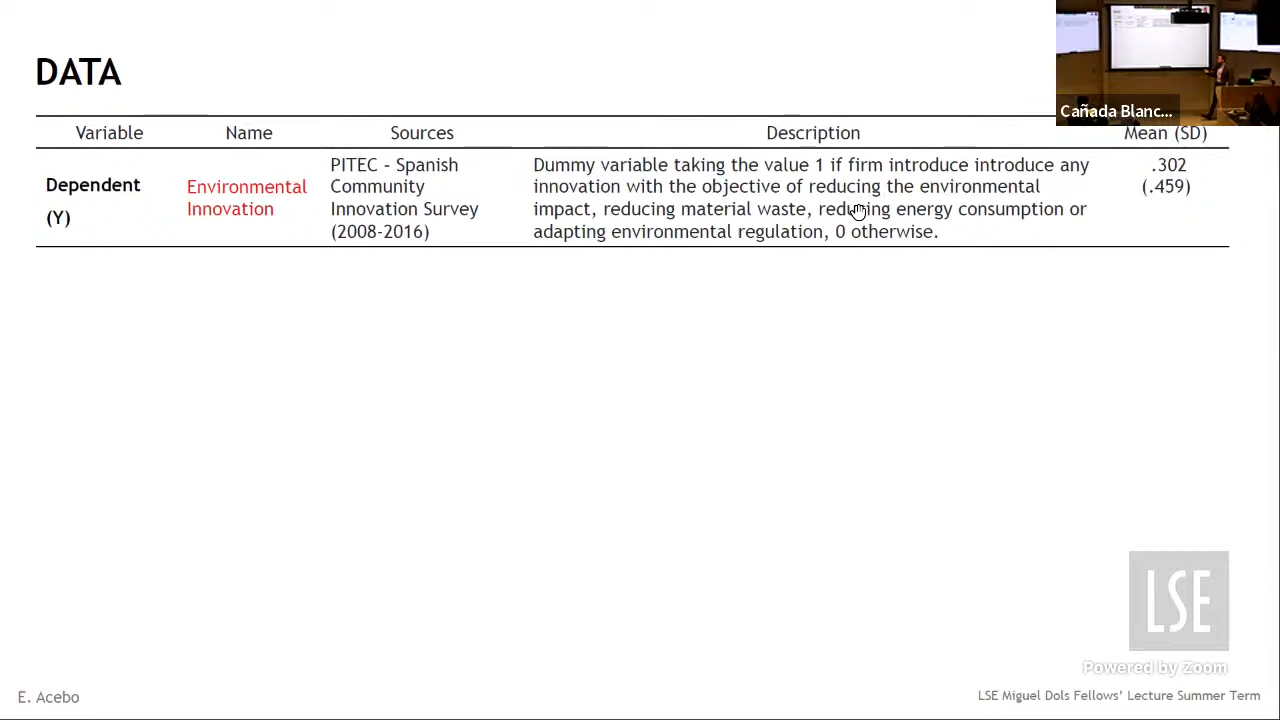 DATA
Cañada Blanc...
Variable Name Sources Description Mean (SD)
Dependent
(Y)
Environmental
Innovation
PITEC - Spanish
Community
Innovation Survey
(2008-2016)
Dummy variable taking the value 1 if firm introduce introduce any
innovation with the objective of reducing the environmental
impact, reducing material waste, reducing energy consumption or
adapting environmental regulation, 0 otherwise.
.302
(.459)
LSE
Powered by Zoom
E. Acebo
LSE Miguel Dols Fellows’ Lecture Summer Term